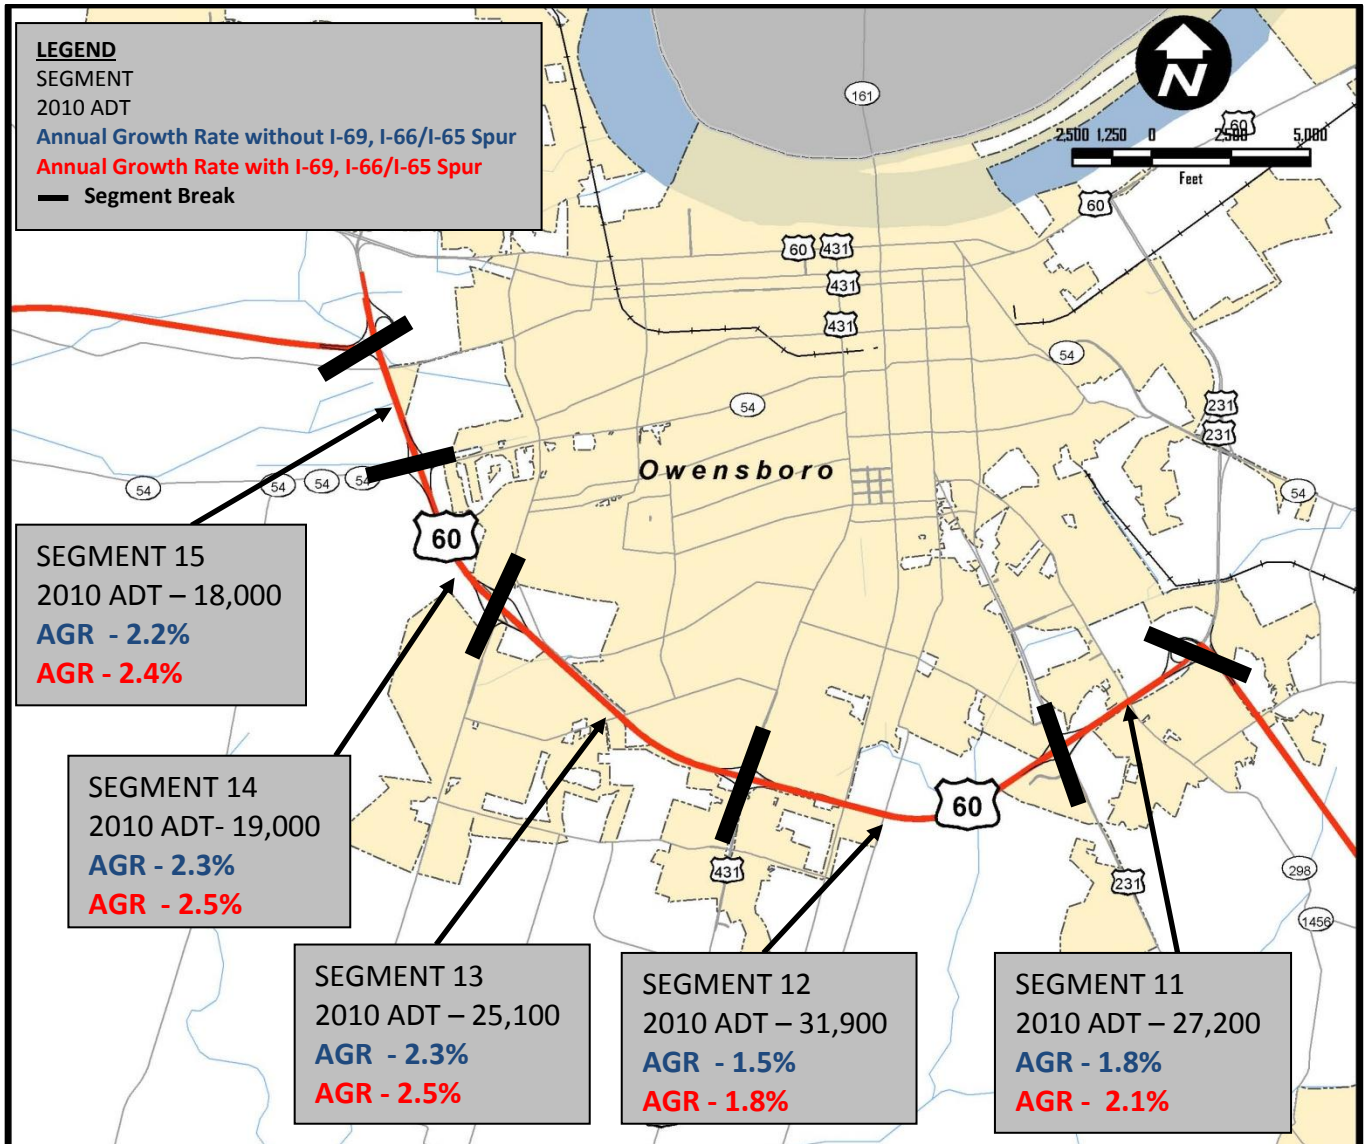 LEGEND
SEGMENT
2010 ADT
Annual Growth Rate without I-69, I-66/I-65 Spur
Annual Growth Rate with I-69, I-66/I-65 Spur
Segment Break
161
N
60
2,500 1,250 0 2,500 5,000
Feet
60
60 431
431
431
54
54
231
231
Owensboro
54
54 54 54
54
60
SEGMENT 15
2010 ADT – 18,000
AGR - 2.2%
AGR - 2.4%
SEGMENT 14
2010 ADT- 19,000
AGR - 2.3%
AGR - 2.5%
60
431
231
298
1456
SEGMENT 13
2010 ADT – 25,100
AGR - 2.3%
AGR - 2.5%
SEGMENT 12
2010 ADT – 31,900
AGR - 1.5%
AGR - 1.8%
SEGMENT 11
2010 ADT – 27,200
AGR - 1.8%
AGR - 2.1%